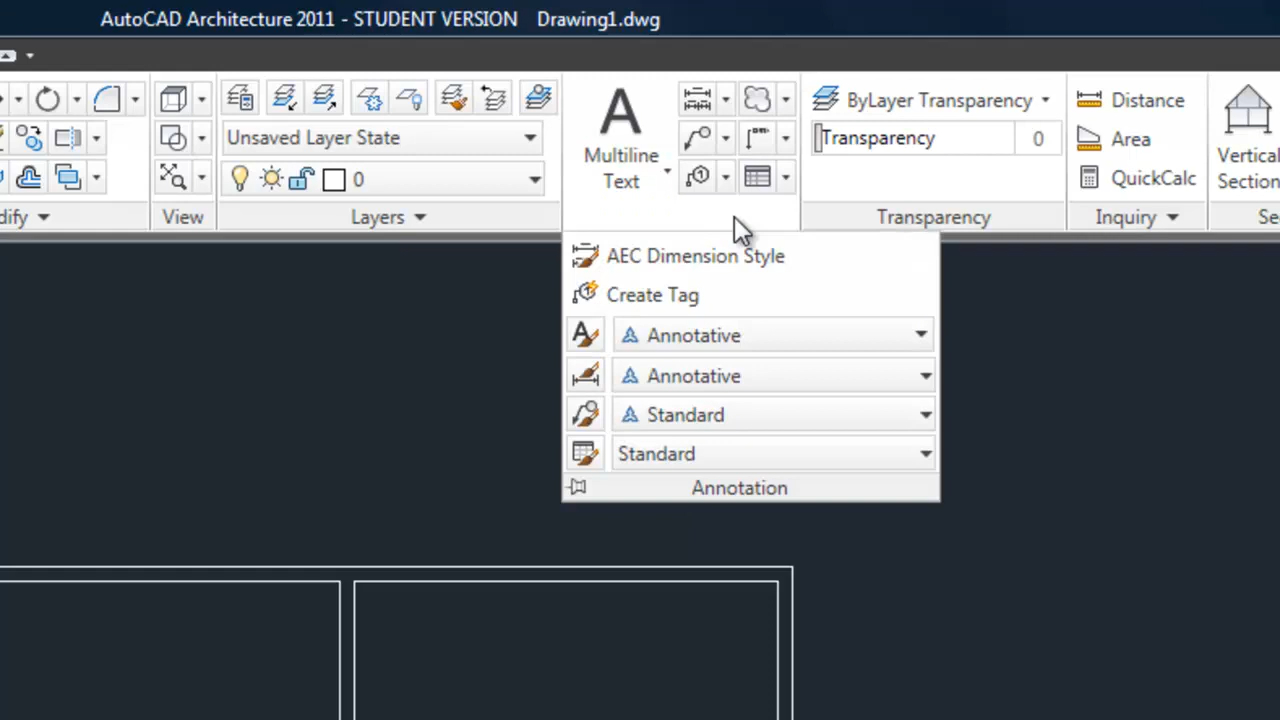 AutoCAD Architecture 2011 - STUDENT VERSION Drawing1.dwg
Unsaved Layer State
0
Multiline
Text
ByLayer Transparency
Transparency 0
Distance
Area
QuickCalc
Vertical
Section
dify
View
Layers
Transparency
Inquiry
Se
AEC Dimension Style
Create Tag
Annotative
Annotative
Standard
Standard
Annotation